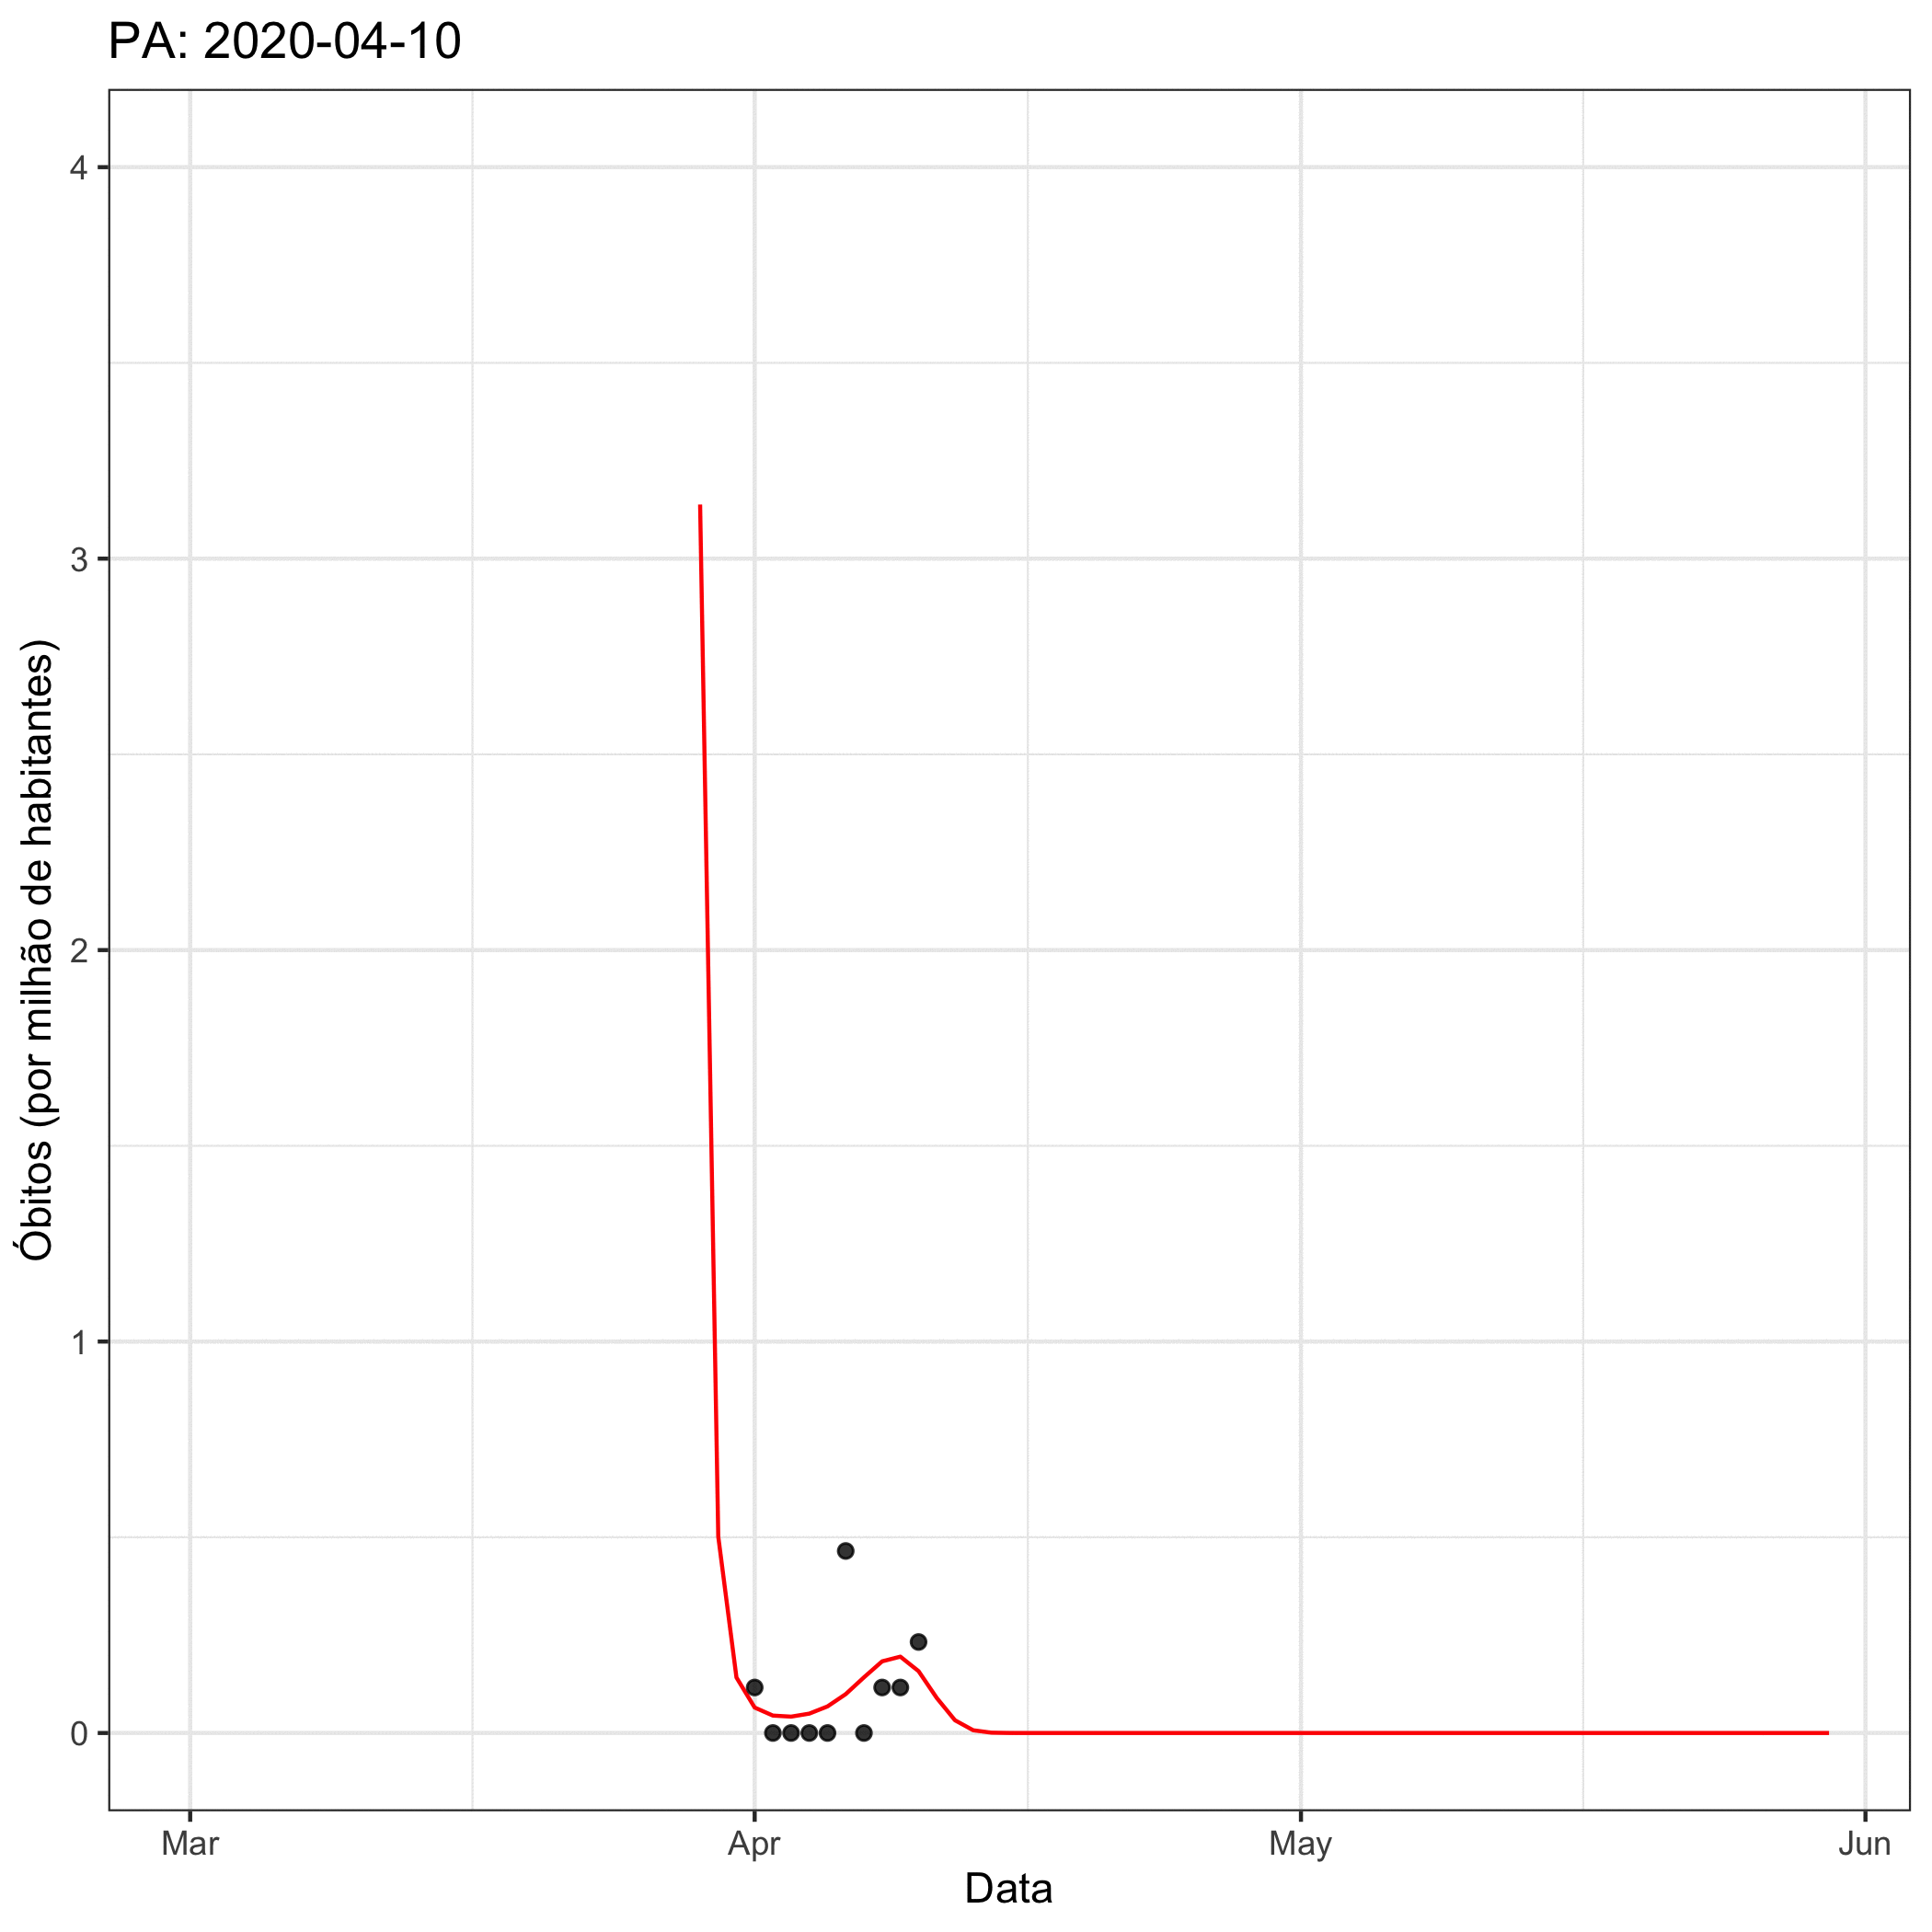 PA: 2020-04-10
4
3
2
1
0
Óbitos (por milhão de habitantes)
Mar
Apr
May
Jun
Data